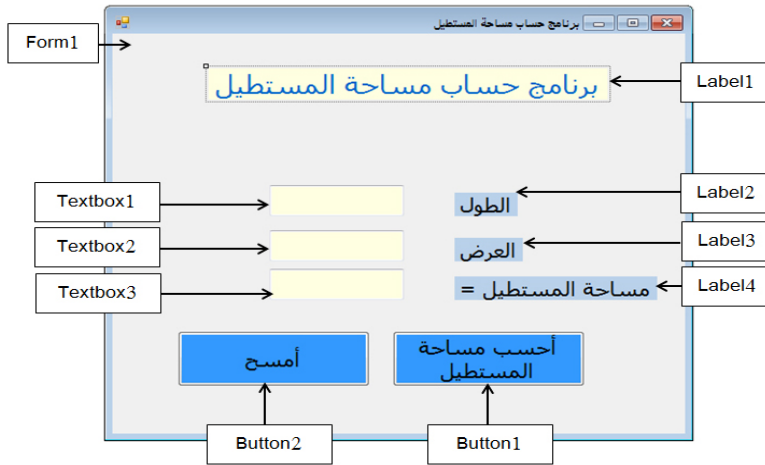 برنامج حساب مساحة المستطيل
Form1
برنامج حساب مساحة المستطيل
Label1
Textbox1
الطول
Label2
Textbox2
العرض
Label3
Textbox3
مساحة المستطيل =
Label4
أمسح
أحسب مساحة
المستطيل
Button2
Button1